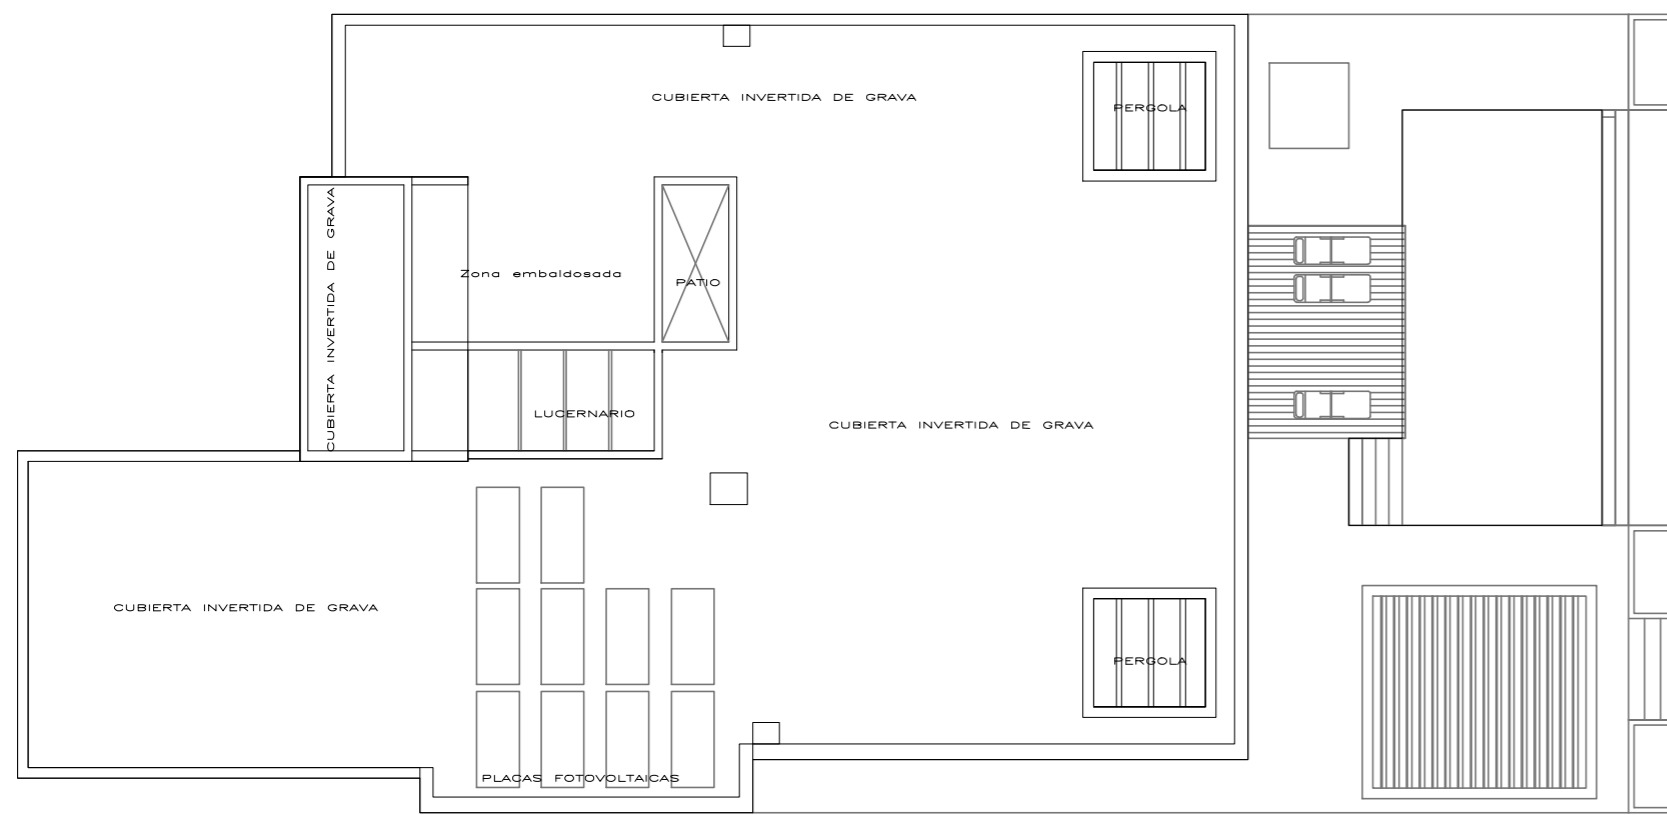 CUBIERTA INVERTIDA DE GRAVA
PERGOLA
CUBIERTA INVERTIDA DE GRAVA
Zona embaldosada
PATIO
LUCERNARIO
CUBIERTA INVERTIDA DE GRAVA
CUBIERTA INVERTIDA DE GRAVA
PERGOLA
PLACAS FOTOVOLTAICAS